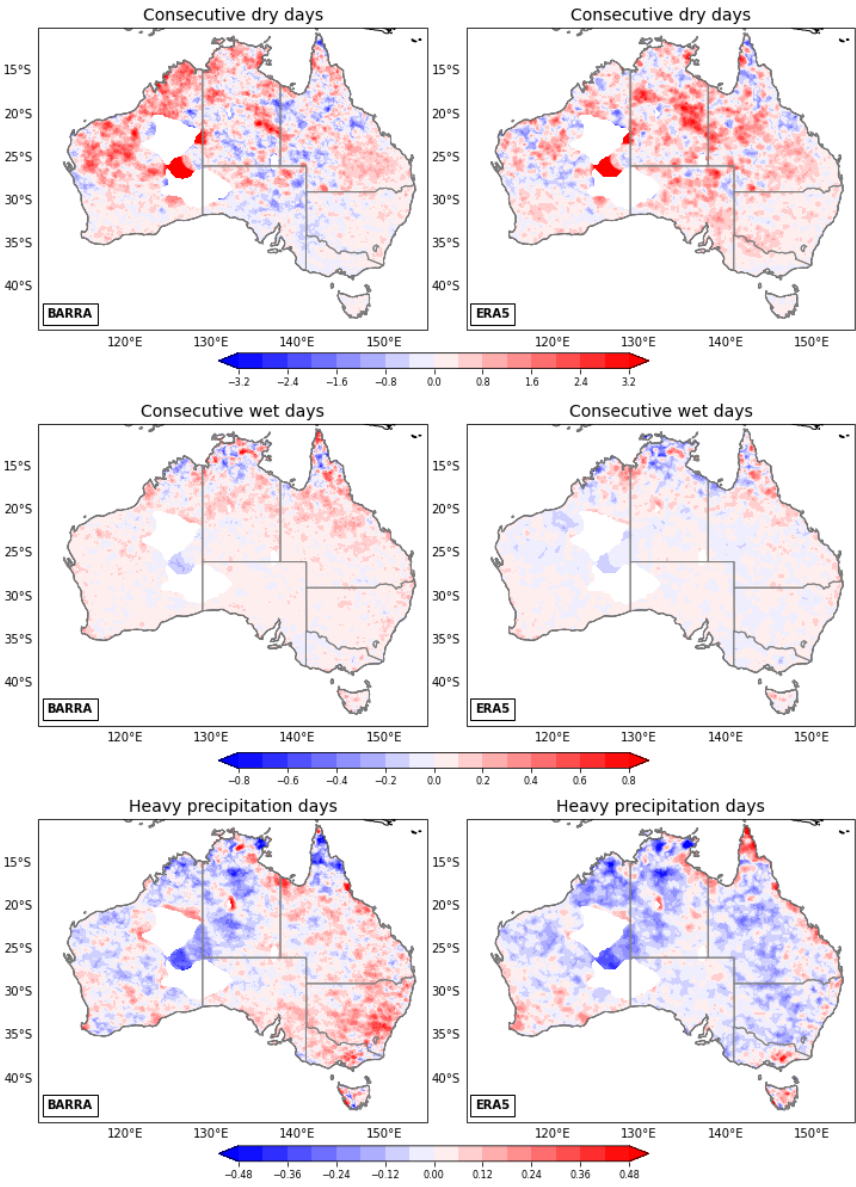 Consecutive dry days Consecutive dry days
15°S 15°S
20°S 20°S
25°S 25°S
30°S 30°S
35°S 35°S
40°S 40°S
BARRA ERA5
120°E 130°E 140°E 150°E 120°E 130°E 140°E 150°E
−3.2 −2.4 −1.6 −0.8 0.0 0.8 1.6 2.4 3.2
Consecutive wet days Consecutive wet days
15°S 15°S
20°S 20°S
25°S 25°S
30°S 30°S
35°S 35°S
40°S 40°S
BARRA ERA5
120°E 130°E 140°E 150°E 120°E 130°E 140°E 150°E
−0.8 −0.6 −0.4 −0.2 0.0 0.2 0.4 0.6 0.8
Heavy precipitation days Heavy precipitation days
15°S 15°S
20°S 20°S
25°S 25°S
30°S 30°S
35°S 35°S
40°S 40°S
BARRA ERA5
120°E 130°E 140°E 150°E 120°E 130°E 140°E 150°E
−0.48 −0.36 −0.24 −0.12 0.00 0.12 0.24 0.36 0.48